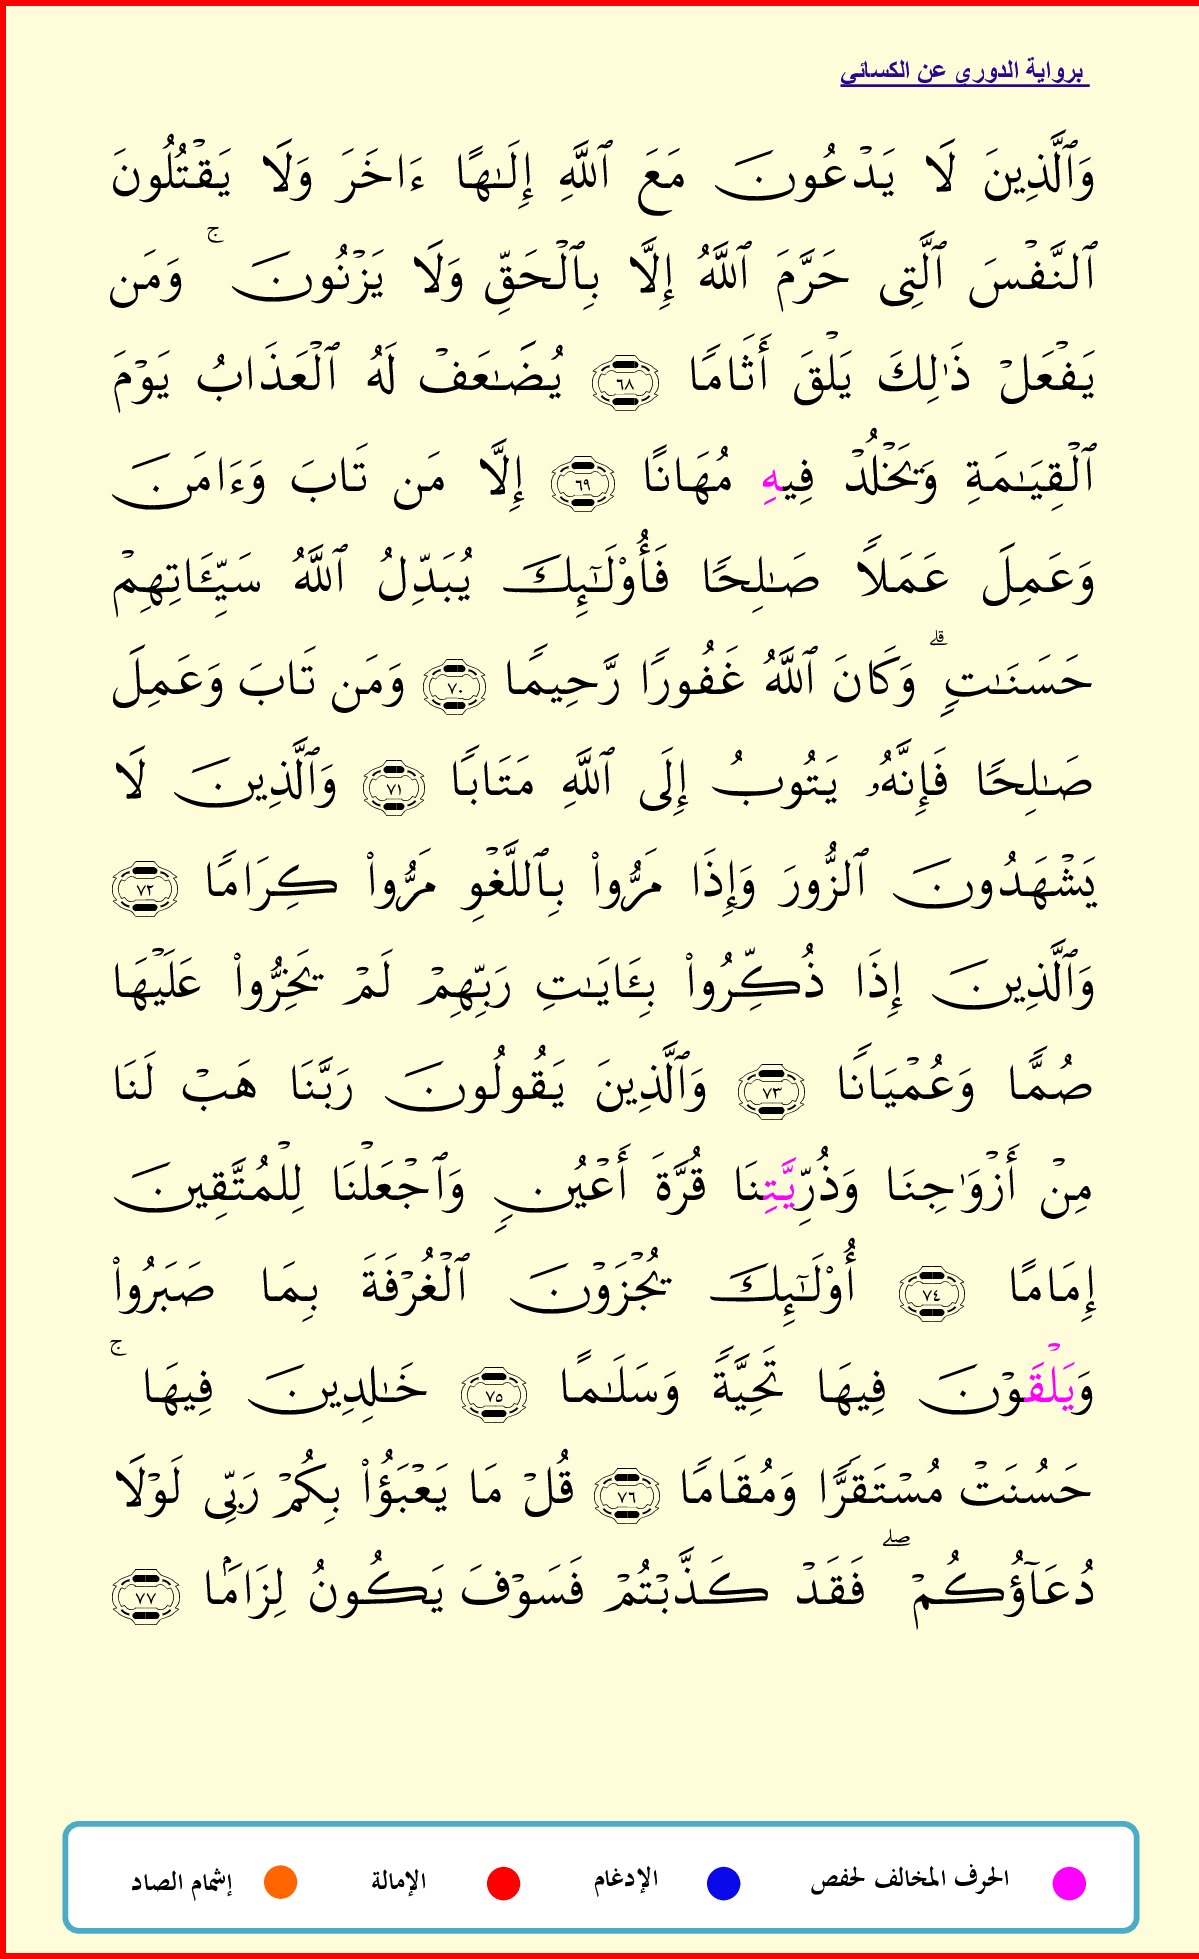 برواية الدوري عن الكسائي
وَٱلَّذِينَ لَا يَدۡعُونَ مَعَ ٱللَّهِ إِلَٰهًا ءَاخَرَ وَلَا يَقۡتُلُونَ
ٱلنَّفۡسَ ٱلَّتِى حَرَّمَ ٱللَّهُ إِلَّا بِٱلۡحَقِّ وَلَا يَزۡنُونَۚ وَمَن
يَفۡعَلۡ ذَٰلِكَ يَلۡقَ أَثَامًا ٦٨ يُضَٰعَفۡ لَهُ ٱلۡعَذَابُ يَوۡمَ
ٱلۡقِيَٰمَةِ وَيَخۡلُدۡ فِيهِ مُهَانًا ٦٩ إِلَّا مَن تَابَ وَءَامَنَ
وَعَمِلَ عَمَلًا صَٰلِحًا فَأُوْلَٰٓئِكَ يُبَدِّلُ ٱللَّهُ سَيِّـَٔاتِهِمۡ
حَسَنَٰتٍۗ وَكَانَ ٱللَّهُ غَفُورًا رَّحِيمًا ٧٠ وَمَن تَابَ وَعَمِلَ
صَٰلِحًا فَإِنَّهُۥ يَتُوبُ إِلَى ٱللَّهِ مَتَابًا ٧١ وَٱلَّذِينَ لَا
يَشۡهَدُونَ ٱلزُّورَ وَإِذَا مَرُّواْ بِٱللَّغۡوِ مَرُّواْ كِرَامًا ٧٢
وَٱلَّذِينَ إِذَا ذُكِّرُواْ بِـَٔايَٰتِ رَبِّهِمۡ لَمۡ يَخِرُّواْ عَلَيۡهَا
صُمًّا وَعُمۡيَانًا ٧٣ وَٱلَّذِينَ يَقُولُونَ رَبَّنَا هَبۡ لَنَا
مِنۡ أَزۡوَٰجِنَا وَذُرِّيَّتِنَا قُرَّةَ أَعۡيُنٍ وَٱجۡعَلۡنَا لِلۡمُتَّقِينَ
إِمَامًا ٧٤ أُوْلَٰٓئِكَ يُجۡزَوۡنَ ٱلۡغُرۡفَةَ بِمَا صَبَرُواْ
وَيَلۡقَوۡنَ فِيهَا تَحِيَّةً وَسَلَٰمًا ٧٥ خَٰلِدِينَ فِيهَاۚ
حَسُنَتۡ مُسۡتَقَرًّا وَمُقَامًا ٧٦ قُلۡ مَا يَعۡبَؤُاْ بِكُمۡ رَبِّى لَوۡلَا
دُعَآؤُكُمۡۖ فَقَدۡ كَذَّبۡتُمۡ فَسَوۡفَ يَكُونُ لِزَامَۢا ٧٧
الحرف المخالف لحفص الإدغام الإمالة إشمام الصاد